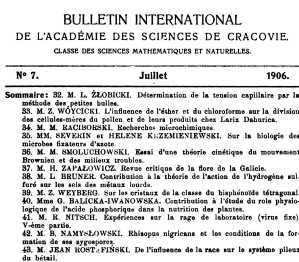 BULLETIN INTERNATIONAL
DE L'ACADÉMIE DES SCIENCES DE CRACOVIE.
CLASSE DES SCIENCES MATHÉMATIQUES ET NATURELLES.
Nº 7. Juillet 1906.
Sommaire: 32. M. L. ŻŁOBICKI. Détermination de la tension capillaire par la
méthode des petites bulles.
33. M. Z. WÓYCICKI. L'influence de l'éther et du chloroforme sur la division
des cellules-mères du pollen et de leurs produits chez Larix Dahurica.
34. M. M. RACIBORSKI. Recherches microchimiques.
35. MM. SEVERIN et HELENE KRZEMIENIEWSKI. Sur la biologie des
microbes fixateurs d'azote.
36. M. M. SMOLUCHOWSKI. Essai d'une théorie cinétique du mouvement
Brownien et des milieux troubles.
37. M. H. ZAPAŁOWICZ. Revue critique de la flore de la Galicie.
38. M. L. BRUNER. Contribution à la théorie de l'action de l'hydrogène sul-
furé sur les sels des métaux lourds.
39. M. Z. WEYBERG. Sur les cristaux de la classe du bisphénoïde tétragonal.
40. Mme G. BALICKA-IWANOWSKA. Contribution à l'étude du rôle physio-
logique de l'acide phosphorique dans la nutrition des plantes.
41. M. R. NITSCH. Expériences sur la rage de laboratoire (virus fixe)
V-ème partie.
42. M. B. NAMYSŁOWSKI. Rhizopus nigricans et les conditions de la for-
mation de ses zygospores.
43. M. JEAN ROSTAFIŃSKI. De l'influence de la race sur le système pileux
du bétail.